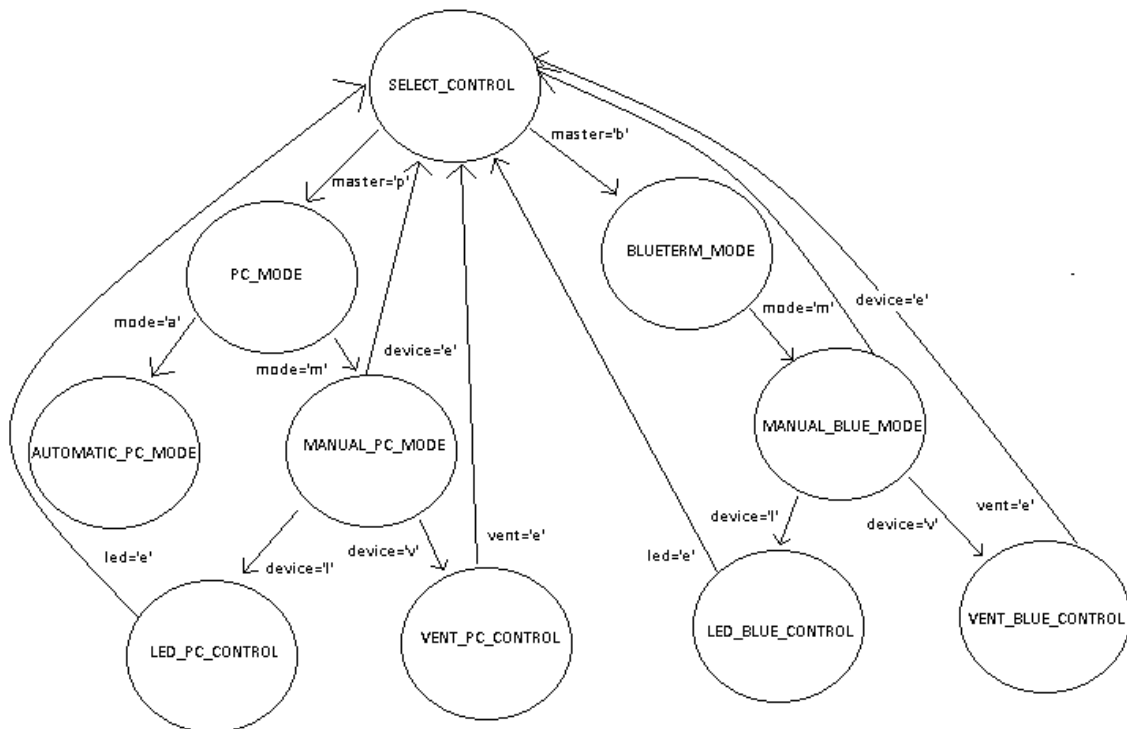 SELECT_CONTROL
master='b'
master='p'
BLUETERM_MODE
PC_MODE
device='e'
mode='m'
mode='a'
device='e'
mode='m'
MANUAL_BLUE_MODE
MANUAL_PC_MODE
AUTOMATIC_PC_MODE
vent='e'
device='l'
device='v'
vent='e'
led='e'
device='v'
led='e'
device='l'
VENT_BLUE_CONTROL
LED_BLUE_CONTROL
VENT_PC_CONTROL
LED_PC_CONTROL